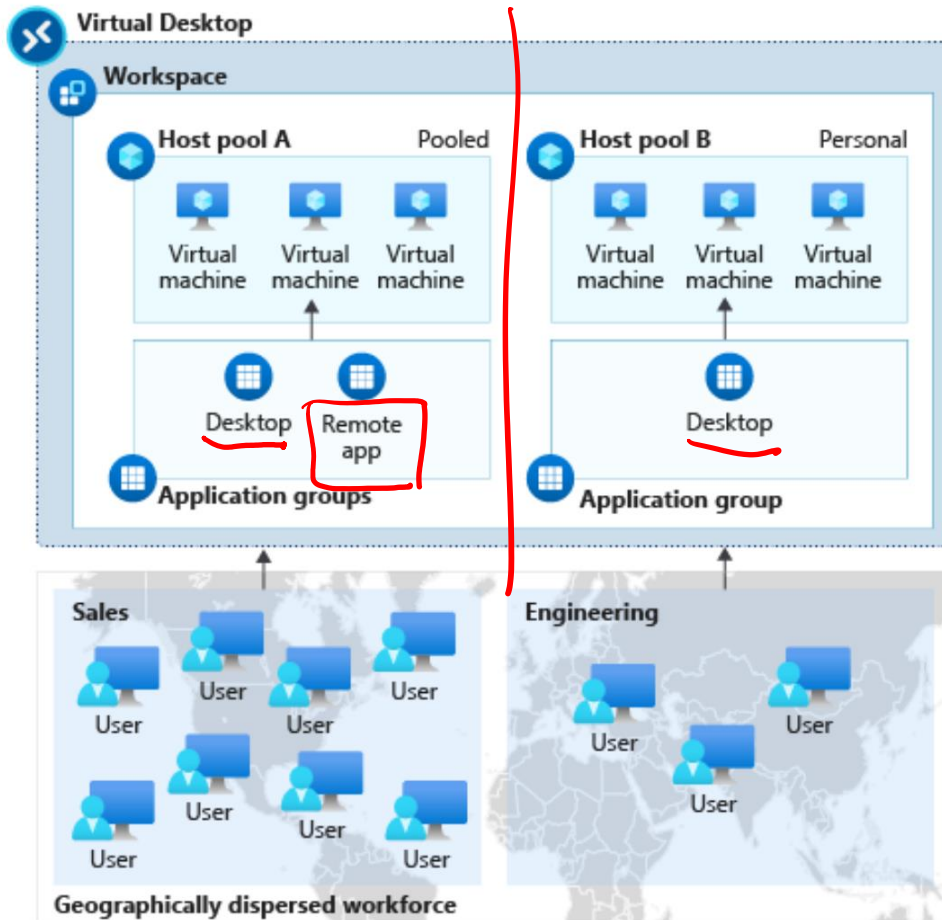 Virtual Desktop
Workspace
Host pool A Pooled
Virtual machine
Virtual machine
Virtual machine
Desktop
Remote app
Application groups
Host pool B Personal
Virtual machine
Virtual machine
Virtual machine
Desktop
Application group
Sales
User
User
User
User
User
User
User
User
Engineering
User
User
User
Geographically dispersed workforce